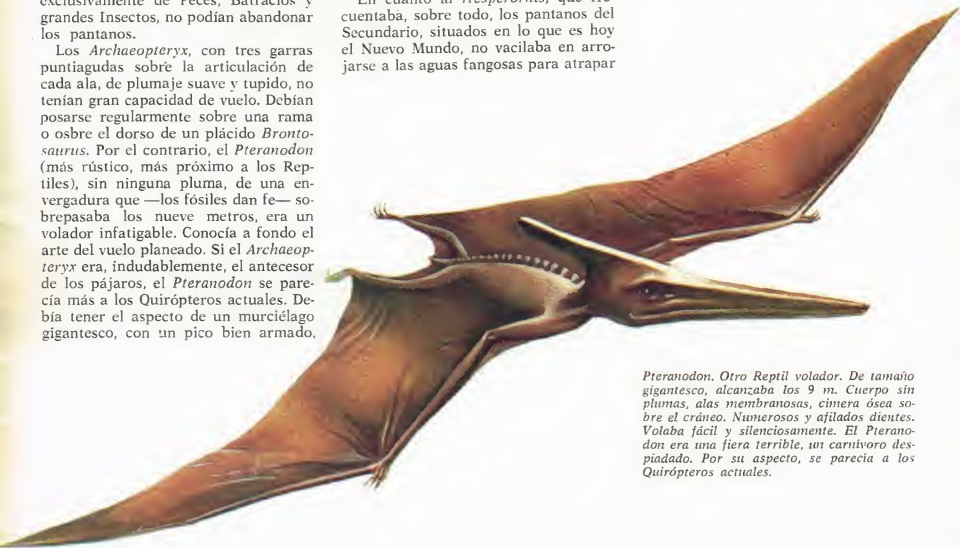 exclusivamente de Peces, Batracios y
grandes Insectos, no podían abandonar
los pantanos.
Los Archaeopteryx, con tres garras
puntiagudas sobre la articulación de
cada ala, de plumaje suave y tupido, no
tenían gran capacidad de vuelo. Debían
posarse regularmente sobre una rama
o osbre el dorso de un plácido Bronto-
saurus. Por el contrario, el Pteranodon
(más rústico, más próximo a los Rep-
tiles), sin ninguna pluma, de una en-
vergadura que —los fósiles dan fe— so-
brepasaba los nueve metros, era un
volador infatigable. Conocía a fondo el
arte del vuelo planeado. Si el Archaeop-
teryx era, indudablemente, el antecesor
de los pájaros, el Pteranodon se pare-
cía más a los Quirópteros actuales. De-
bía tener el aspecto de un murciélago
gigantesco, con un pico bien armado.
En cuanto al Hesperornis, que fre-
cuentaba, sobre todo, los pantanos del
Secundario, situados en lo que es hoy
el Nuevo Mundo, no vacilaba en arro-
jarse a las aguas fangosas para atrapar
Pteranodon. Otro Reptil volador. De tamaño
gigantesco, alcanzaba los 9 m. Cuerpo sin
plumas, alas membranosas, cimera ósea so-
bre el cráneo. Numerosos y afilados dientes.
Volaba fácil y silenciosamente. El Pterano-
don era una fiera terrible, un carnívoro des-
piadado. Por su aspecto, se parecía a los
Quirópteros actuales.